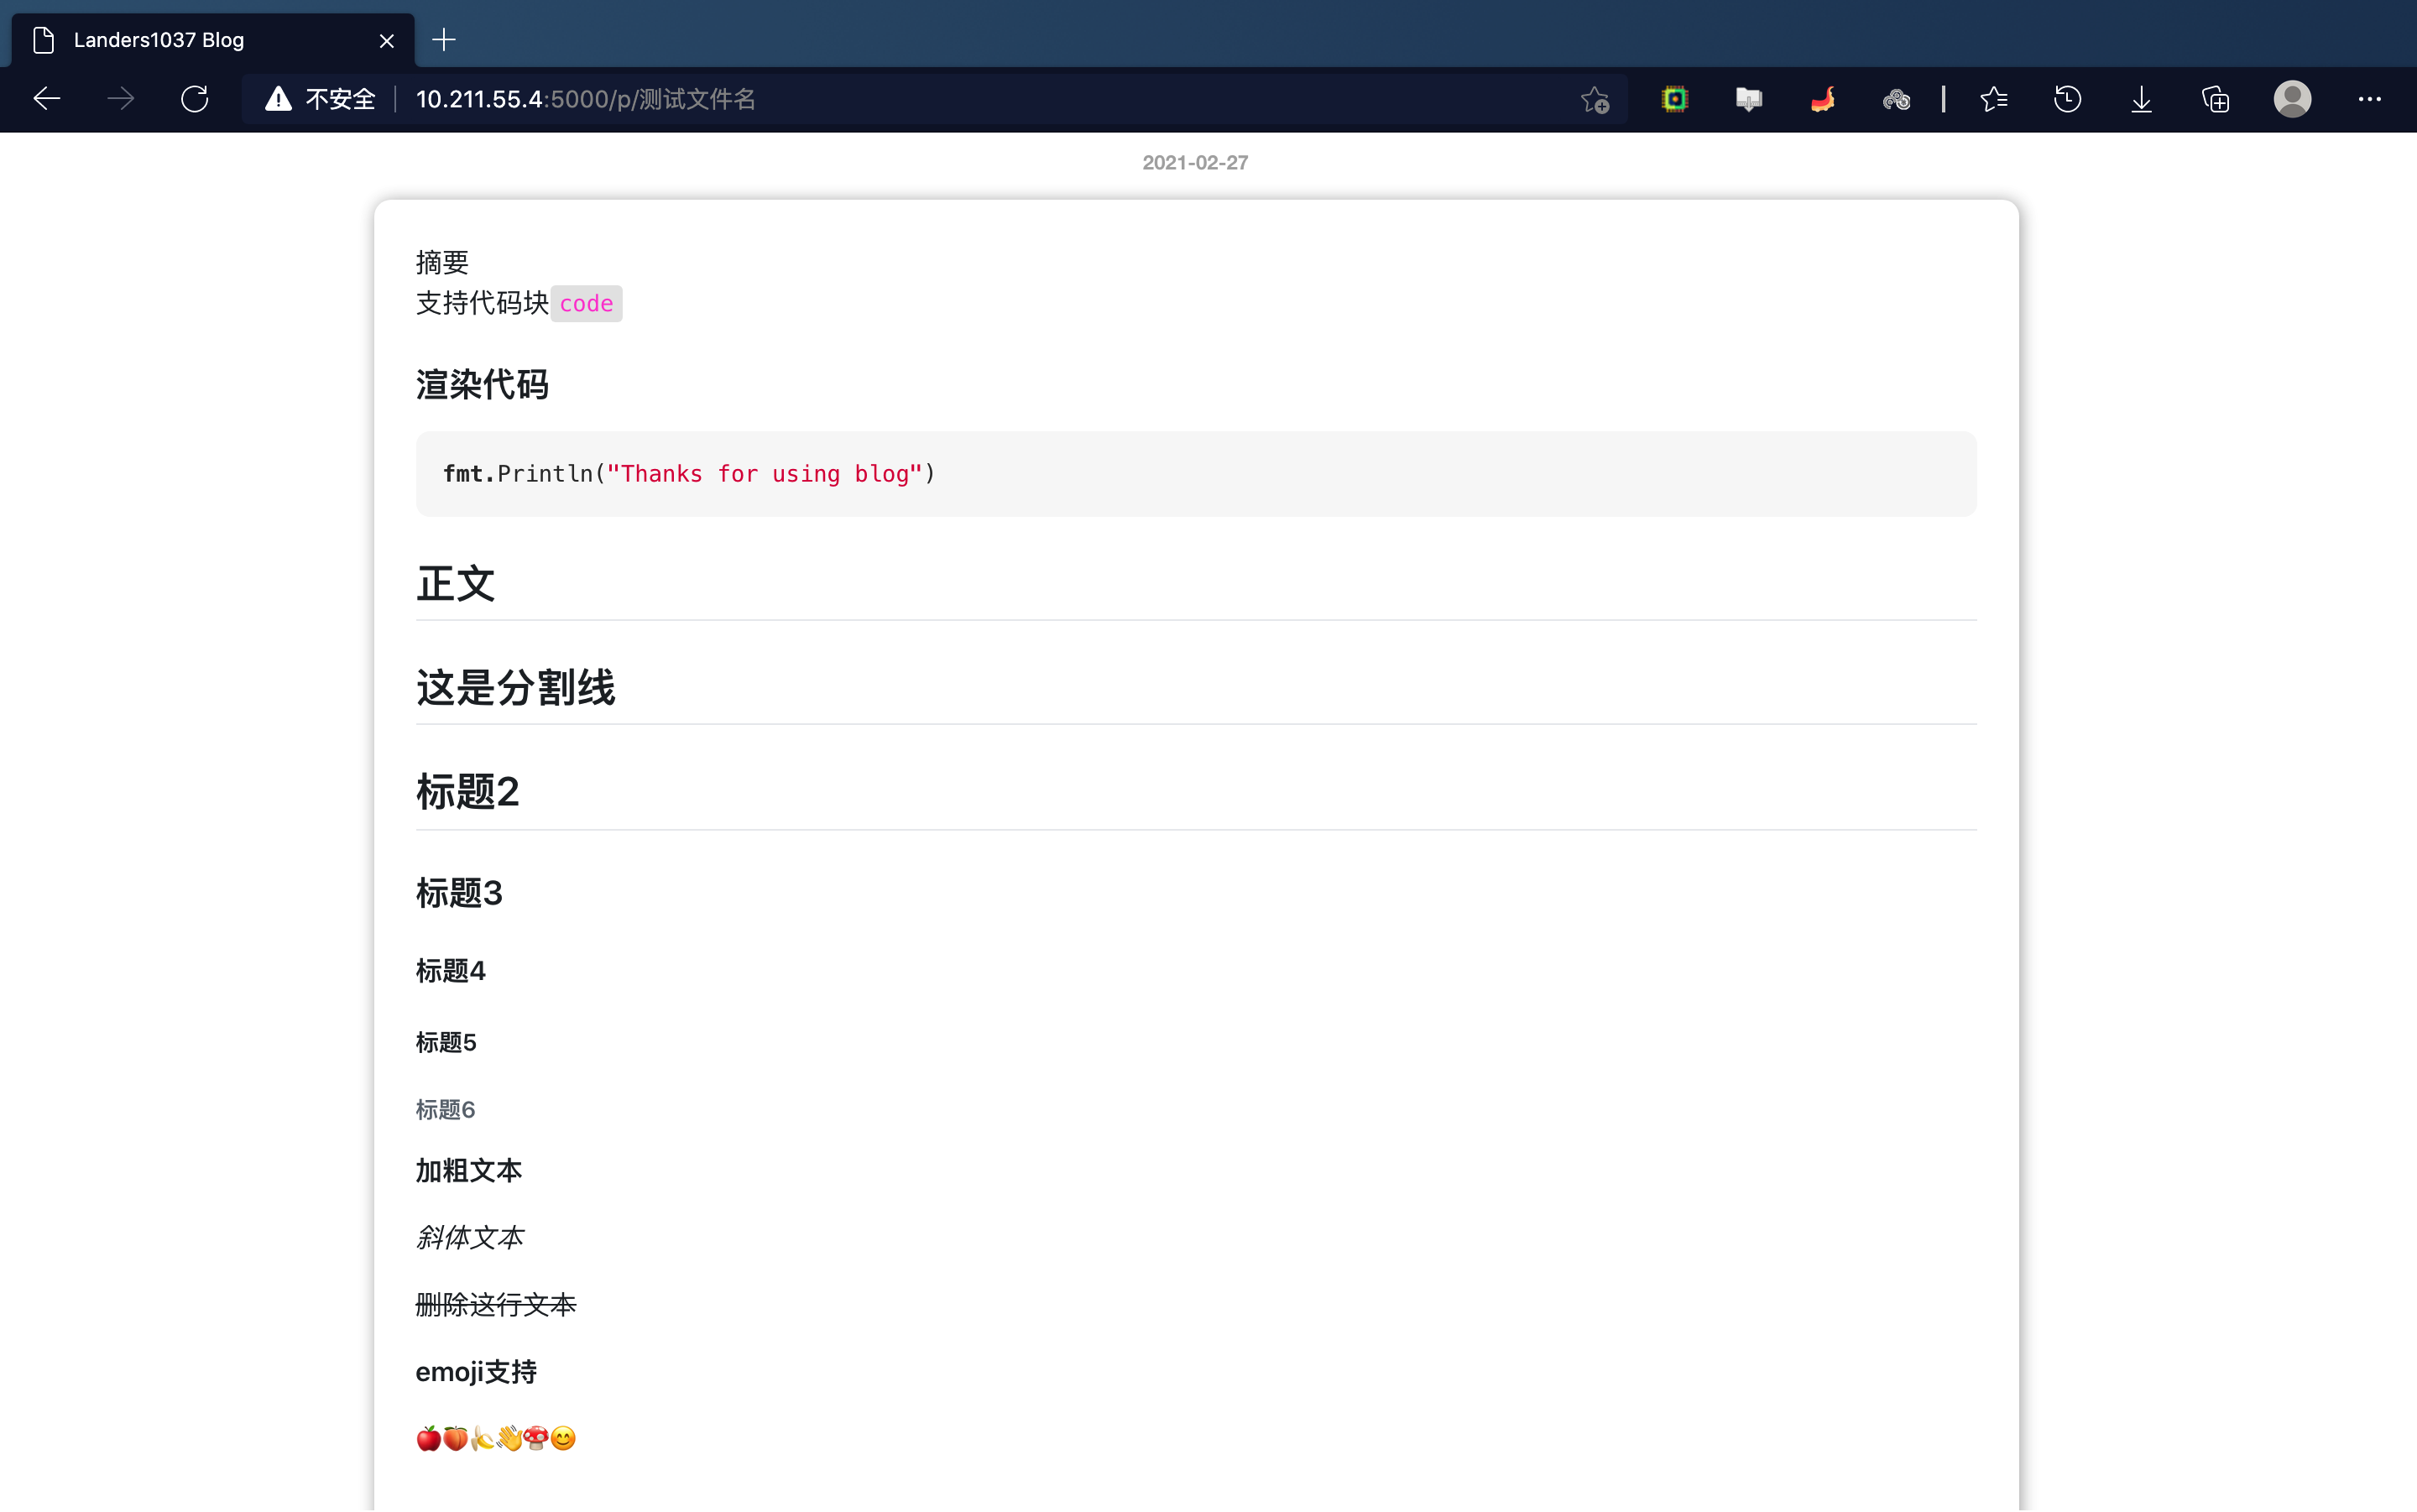 Landers1037 Blog
不安全 10.211.55.4:5000/p/测试文件名
2021-02-27
摘要
支持代码块 code
渲染代码
fmt.Println("Thanks for using blog")
正文
这是分割线
标题2
标题3
标题4
标题5
标题6
加粗文本
斜体文本
删除这行文本
emoji支持
🍎🍑🍌👋🍄😊